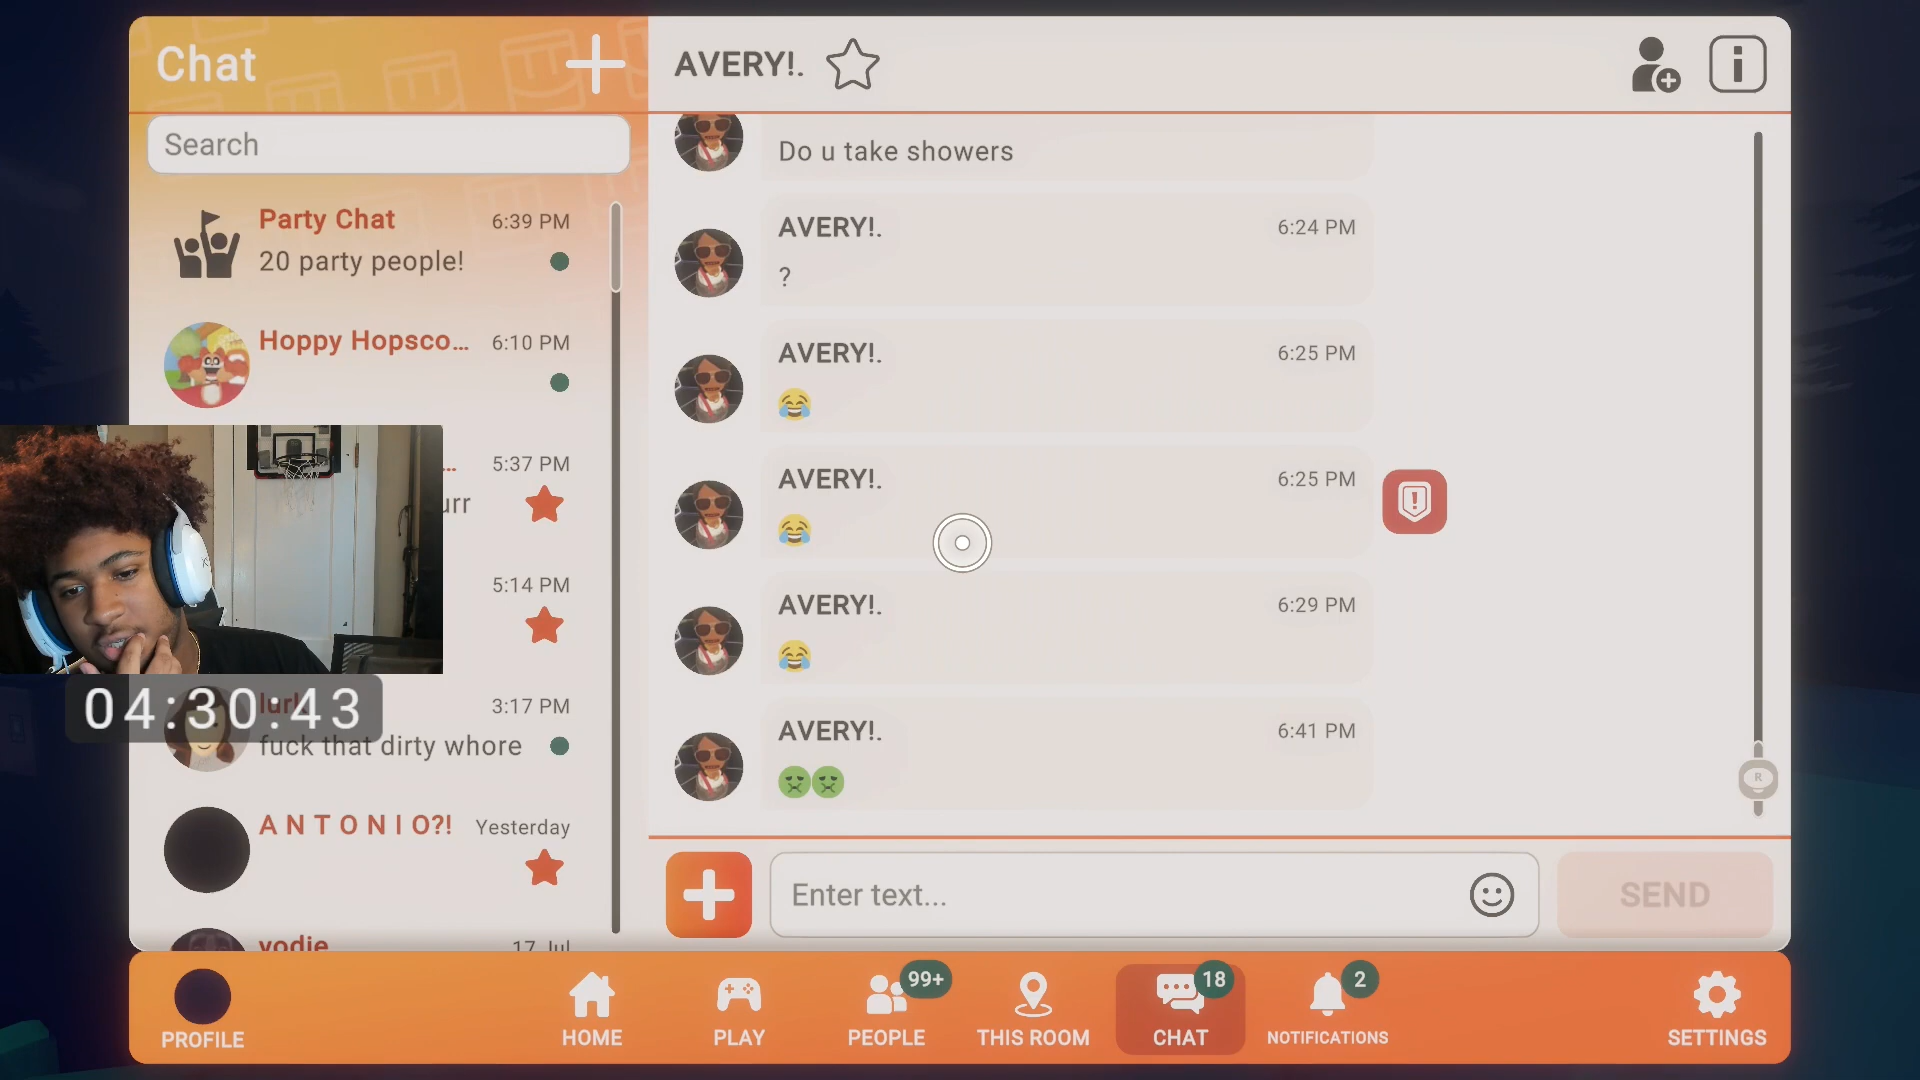 Chat
Search
Party Chat 6:39 PM
20 party people!
Hoppy Hopsco... 6:10 PM
... 5:37 PM
urr
5:14 PM
04:30:43
lurk 3:17 PM
fuck that dirty whore
A N T O N I O?! Yesterday
vodie 17 Jul
AVERY!.
Do u take showers
AVERY!. 6:24 PM
?
AVERY!. 6:25 PM
😂
AVERY!. 6:25 PM
😂
AVERY!. 6:29 PM
😂
AVERY!. 6:41 PM
Enter text...
SEND
PROFILE
HOME
PLAY
99+
PEOPLE
THIS ROOM
18
CHAT
2
NOTIFICATIONS
SETTINGS